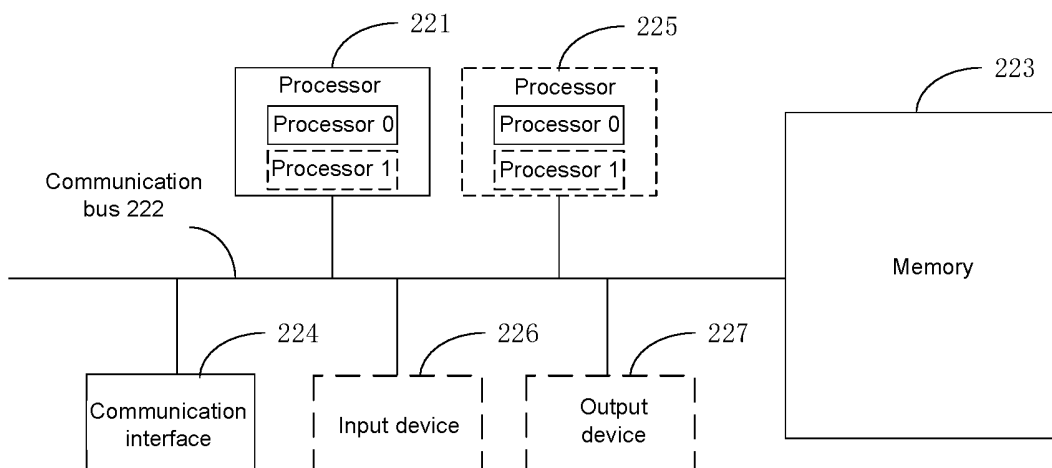 221
225
223
Processor
Processor 0
Processor 1
Processor
Processor 0
Processor 1
Communication
bus 222
Memory
224
226
227
Communication
interface
Input device
Output
device